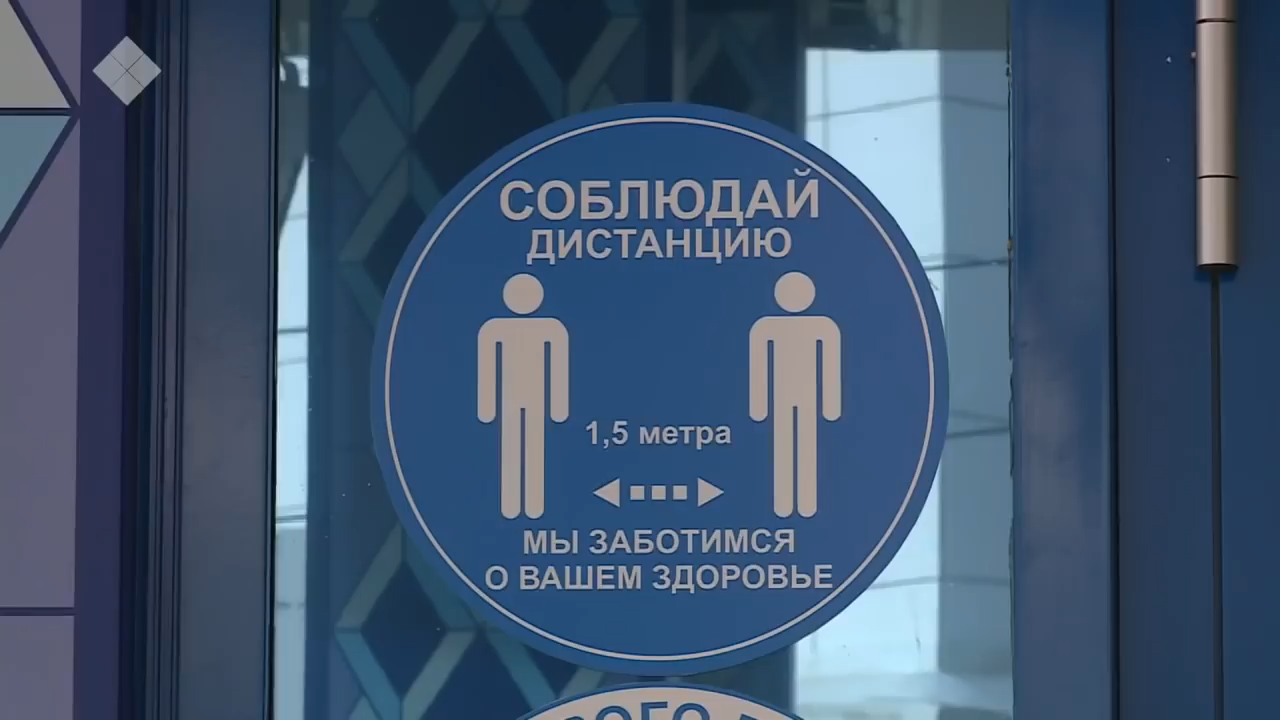 СОБЛЮДАЙ
ДИСТАНЦИЮ
1,5 метра
МЫ ЗАБОТИМСЯ
О ВАШЕМ ЗДОРОВЬЕ